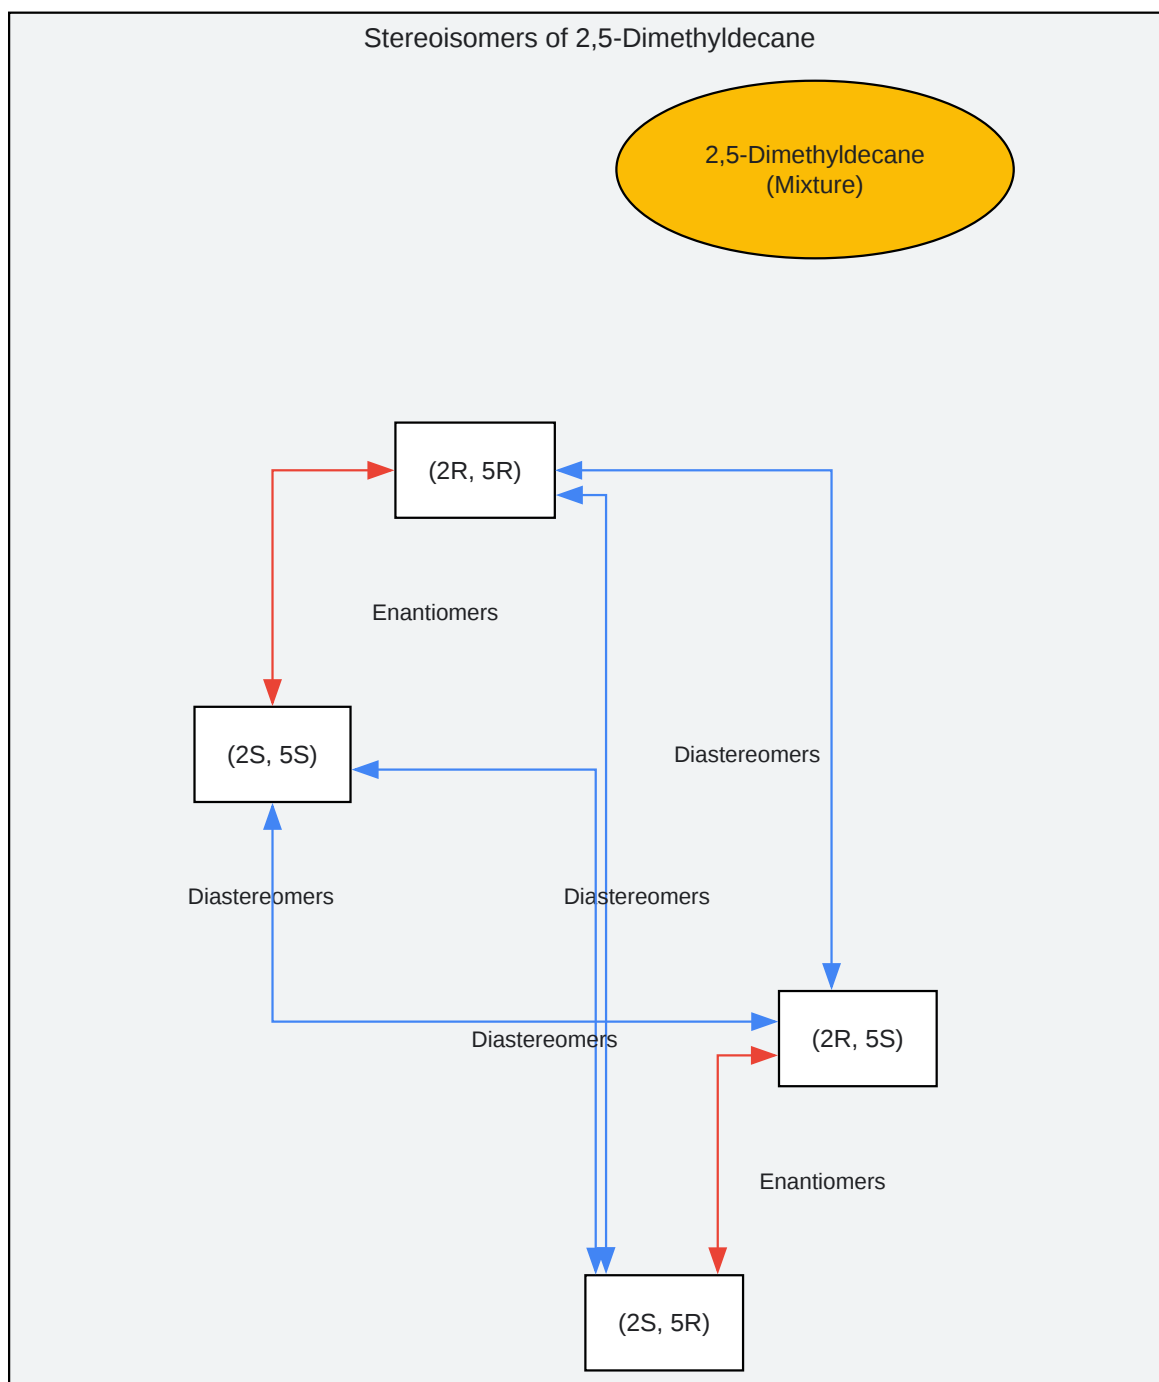 Stereoisomers of 2,5-Dimethyldecane
2,5-Dimethyldecane
(Mixture)
(2R, 5R)
Enantiomers
(2S, 5S)
Diastereomers
Diastereomers
Diastereomers
(2R, 5S)
Diastereomers
Enantiomers
(2S, 5R)